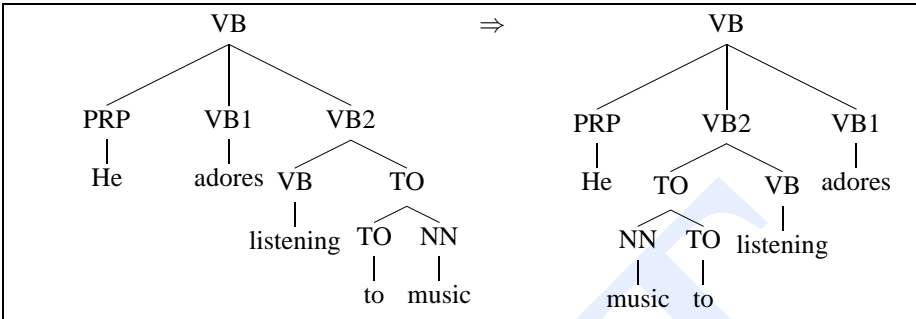 VB ⇒ VB
PRP VB1 VB2 PRP VB2 VB1
He adores VB TO He TO VB adores
listening TO NN NN TO listening
to music music to